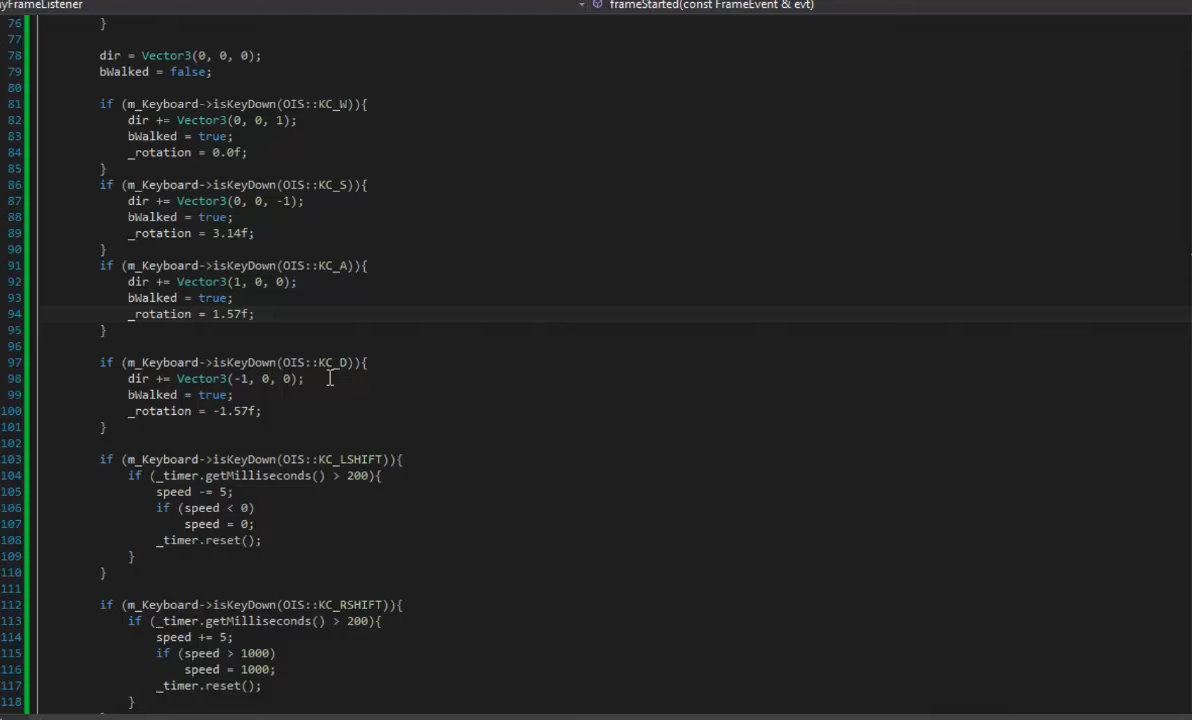 yFrameListener
frameStarted(const FrameEvent & evt)
76 }
77
78 dir = Vector3(0, 0, 0);
79 bWalked = false;
80
81 if (m_Keyboard->isKeyDown(OIS::KC_W)){
82 dir += Vector3(0, 0, 1);
83 bWalked = true;
84 _rotation = 0.0f;
85 }
86 if (m_Keyboard->isKeyDown(OIS::KC_S)){
87 dir += Vector3(0, 0, -1);
88 bWalked = true;
89 _rotation = 3.14f;
90 }
91 if (m_Keyboard->isKeyDown(OIS::KC_A)){
92 dir += Vector3(1, 0, 0);
93 bWalked = true;
94 _rotation = 1.57f;
95 }
96
97 if (m_Keyboard->isKeyDown(OIS::KC_D)){
98 dir += Vector3(-1, 0, 0);
99 bWalked = true;
100 _rotation = -1.57f;
101 }
102
103 if (m_Keyboard->isKeyDown(OIS::KC_LSHIFT)){
104 if (_timer.getMilliseconds() > 200){
105 speed -= 5;
106 if (speed < 0)
107 speed = 0;
108 _timer.reset();
109 }
110 }
111
112 if (m_Keyboard->isKeyDown(OIS::KC_RSHIFT)){
113 if (_timer.getMilliseconds() > 200){
114 speed += 5;
115 if (speed > 1000)
116 speed = 1000;
117 _timer.reset();
118 }